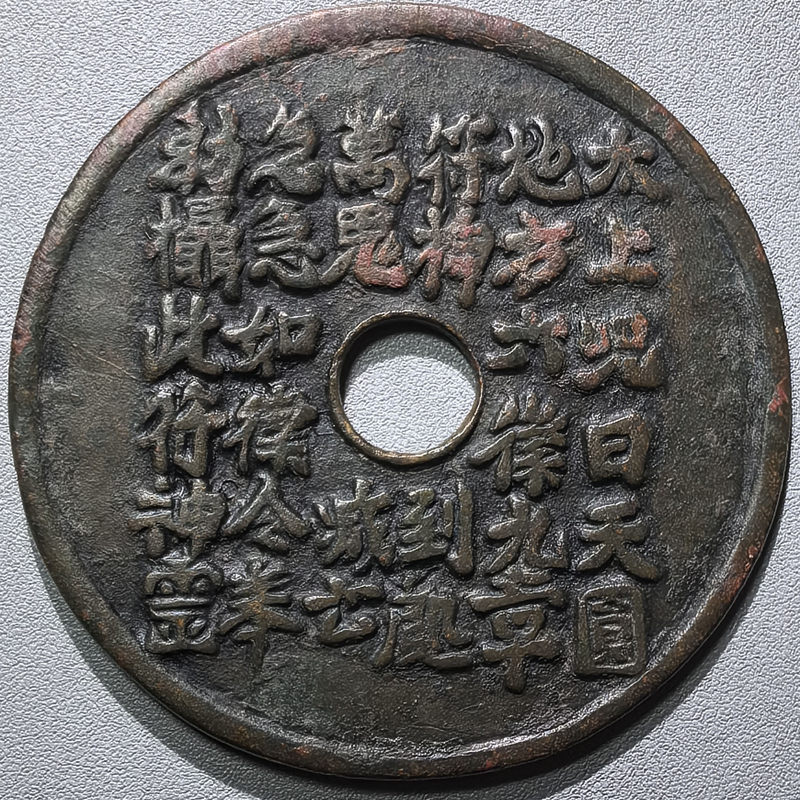 太上咒曰天圓
地方六律九章
符神到處
萬鬼滅亡
急急如律令奉
勅攝此符神靈